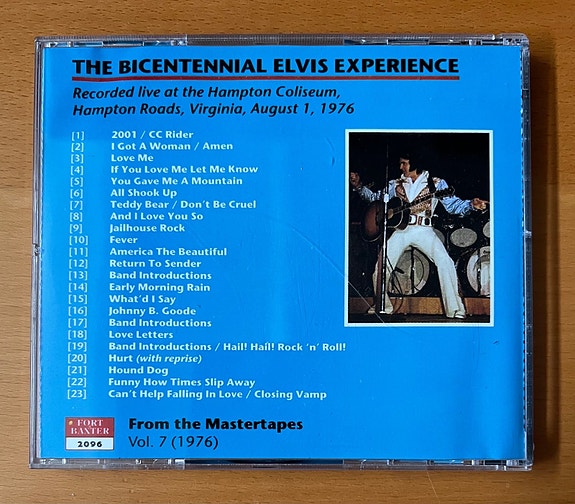 THE BICENTENNIAL ELVIS EXPERIENCE
Recorded live at the Hampton Coliseum,
Hampton Roads, Virginia, August 1, 1976
[1] 2001 / CC Rider
[2] I Got A Woman / Amen
[3] Love Me
[4] If You Love Me Let Me Know
[5] You Gave Me A Mountain
[6] All Shook Up
[7] Teddy Bear / Don't Be Cruel
[8] And I Love You So
[9] Jailhouse Rock
[10] Fever
[11] America The Beautiful
[12] Return To Sender
[13] Band Introductions
[14] Early Morning Rain
[15] What'd I Say
[16] Johnny B. Goode
[17] Band Introductions
[18] Love Letters
[19] Band Introductions / Hail! Hail! Rock 'n' Roll!
[20] Hurt (with reprise)
[21] Hound Dog
[22] Funny How Times Slip Away
[23] Can't Help Falling In Love / Closing Vamp
FORT
BAXTER
2096
From the Mastertapes
Vol. 7 (1976)